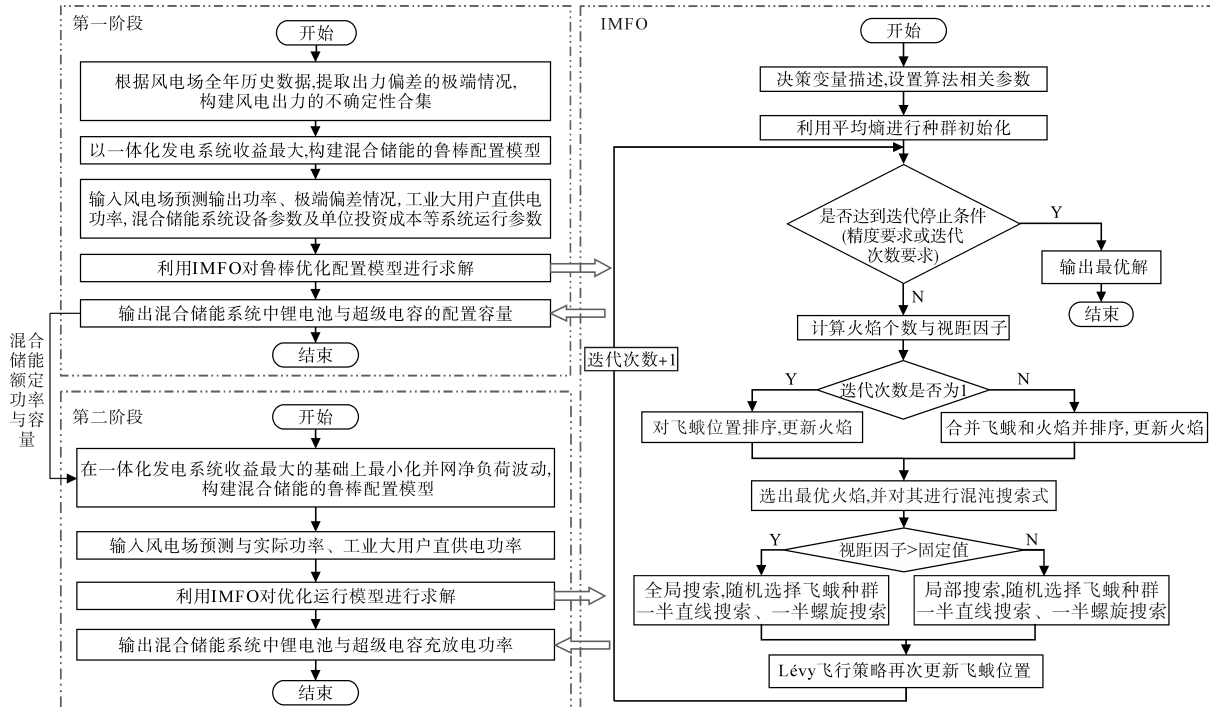 第一阶段
开始
根据风电场全年历史数据,提取出力偏差的极端情况,
构建风电出力的不确定性合集
以一体化发电系统收益最大,构建混合储能的鲁棒配置模型
输入风电场预测输出功率、极端偏差情况,工业大用户直供电
功率,混合储能系统设备参数及单位投资成本等系统运行参数
利用IMFO对鲁棒优化配置模型进行求解
输出混合储能系统中锂电池与超级电容的配置容量
结束
混合
储能
额定
功率
与容
量
第二阶段
开始
在一体化发电系统收益最大的基础上最小化并网净负荷波动,
构建混合储能的鲁棒配置模型
输入风电场预测与实际功率、工业大用户直供电功率
利用IMFO对优化运行模型进行求解
输出混合储能系统中锂电池与超级电容充放电功率
结束
IMFO
开始
决策变量描述,设置算法相关参数
利用平均熵进行种群初始化
是否达到迭代停止条件
(精度要求或迭代
次数要求)
Y
输出最优解
结束
N
计算火焰个数与视距因子
迭代次数+1
迭代次数是否为1
Y
N
对飞蛾位置排序,更新火焰
合并飞蛾和火焰并排序,更新火焰
选出最优火焰,并对其进行混沌搜索式
视距因子>固定值
Y
N
全局搜索,随机选择飞蛾种群
一半直线搜索、一半螺旋搜索
局部搜索,随机选择飞蛾种群
一半直线搜索、一半螺旋搜索
Lévy飞行策略再次更新飞蛾位置